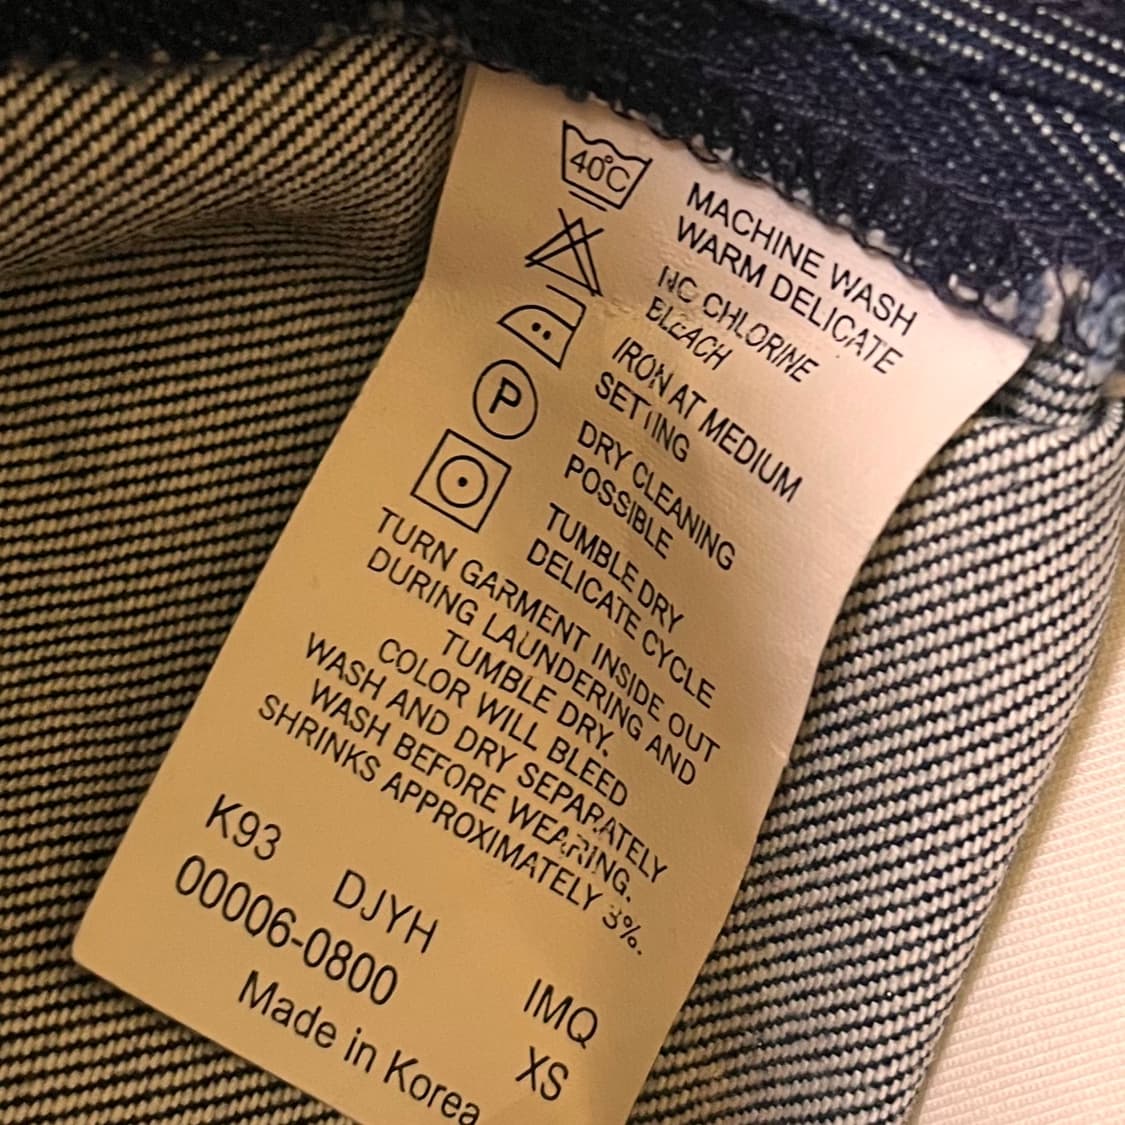 40°C
MACHINE WASH
WARM DELICATE
NO CHLORINE
BLEACH
IRON AT MEDIUM
SETTING
P
DRY CLEANING
POSSIBLE
TUMBLE DRY
DELICATE CYCLE
TURN GARMENT INSIDE OUT
DURING LAUNDERING AND
TUMBLE DRY.
COLOR WILL BLEED
WASH AND DRY SEPARATELY
WASH BEFORE WEARING.
SHRINKS APPROXIMATELY 3%.
K93 DJYH IMQ
00006-0800 XS
Made in Korea